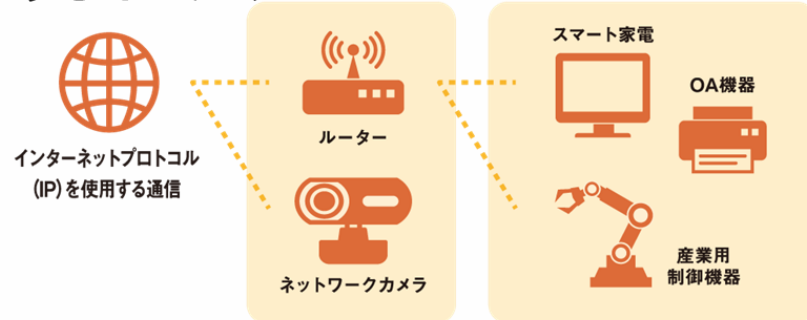 インターネットプロトコル
(IP)を使用する通信
ルーター
ネットワークカメラ
スマート家電
OA機器
産業用
制御機器